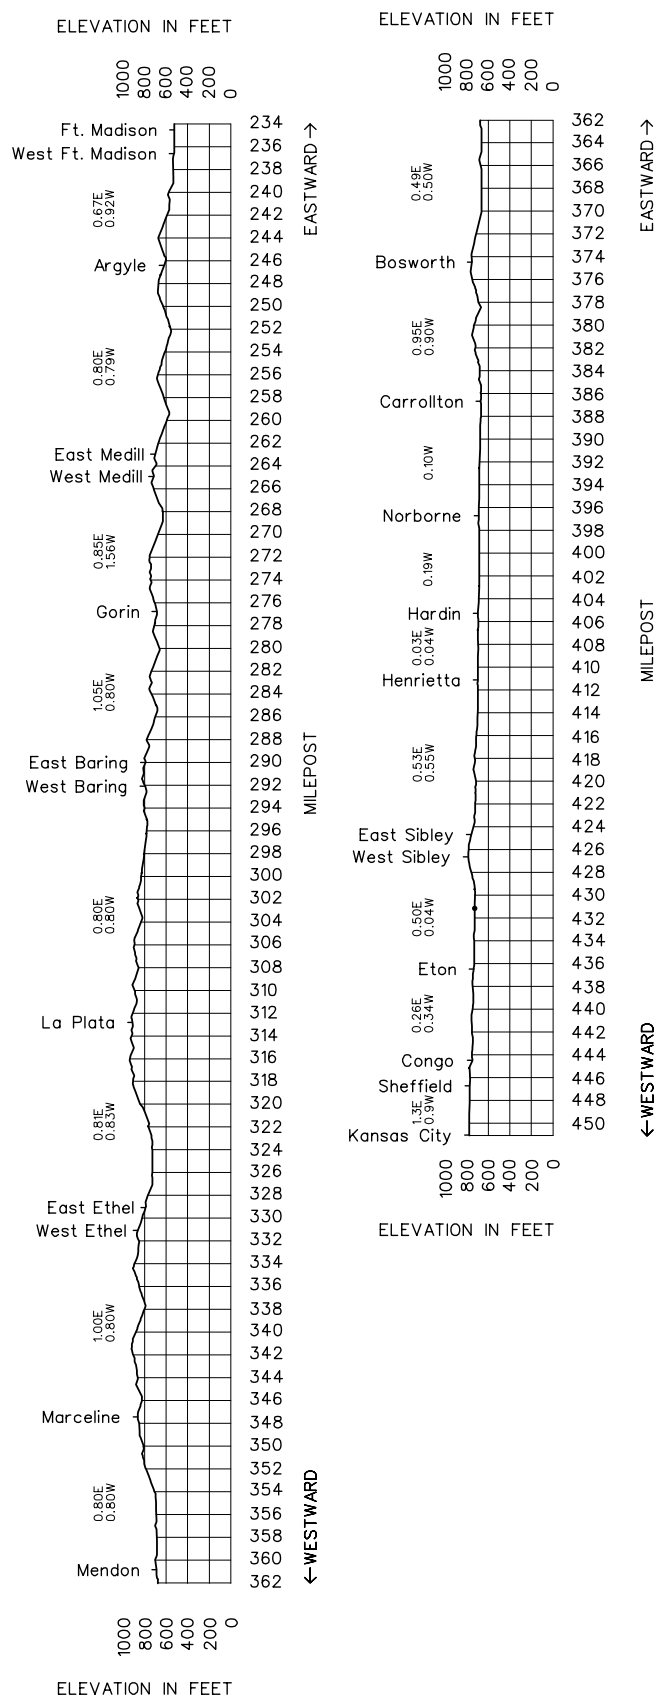 ELEVATION IN FEET
1000
800
600
400
200
0
Ft. Madison
West Ft. Madison
0.67E
0.92W
Argyle
0.80E
0.79W
East Medill
West Medill
0.85E
1.56W
Gorin
1.05E
0.80W
East Baring
West Baring
0.80E
0.80W
La Plata
0.81E
0.83W
East Ethel
West Ethel
1.00E
0.80W
Marceline
0.80E
0.80W
Mendon
234
236
238
240
242
244
246
248
250
252
254
256
258
260
262
264
266
268
270
272
274
276
278
280
282
284
286
288
290
292
294
296
298
300
302
304
306
308
310
312
314
316
318
320
322
324
326
328
330
332
334
336
338
340
342
344
346
348
350
352
354
356
358
360
362
EASTWARD →
MILEPOST
←WESTWARD
1000
800
600
400
200
0
ELEVATION IN FEET
ELEVATION IN FEET
1000
800
600
400
200
0
0.49E
0.50W
Bosworth
0.95E
0.90W
Carrollton
0.10W
Norborne
0.19W
Hardin
0.03E
0.04W
Henrietta
0.53E
0.55W
East Sibley
West Sibley
0.50E
0.04W
Eton
0.26E
0.34W
Congo
Sheffield
1.3E
0.9W
Kansas City
362
364
366
368
370
372
374
376
378
380
382
384
386
388
390
392
394
396
398
400
402
404
406
408
410
412
414
416
418
420
422
424
426
428
430
432
434
436
438
440
442
444
446
448
450
EASTWARD →
MILEPOST
←WESTWARD
1000
800
600
400
200
0
ELEVATION IN FEET